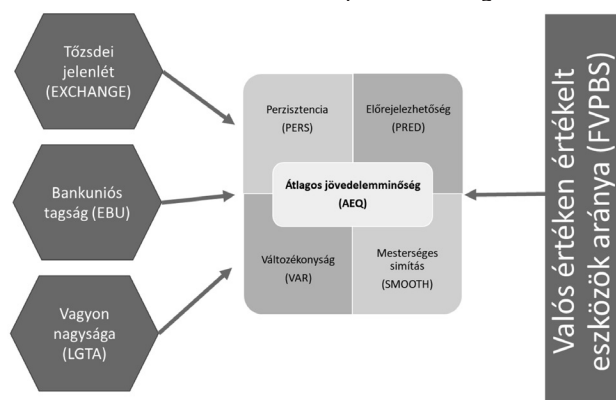 Tőzsdei
jelenlét
(EXCHANGE)
Bankuniós
tagság (EBU)
Vagyon
nagysága
(LGTA)
Perzisztencia
(PERS)
Előrejelezhetőség
(PRED)
Átlagos jövedelemminőség
(AEQ)
Változékonyság
(VAR)
Mesterséges
simítás
(SMOOTH)
Valós értéken értékelt
eszközök aránya (FVPBS)